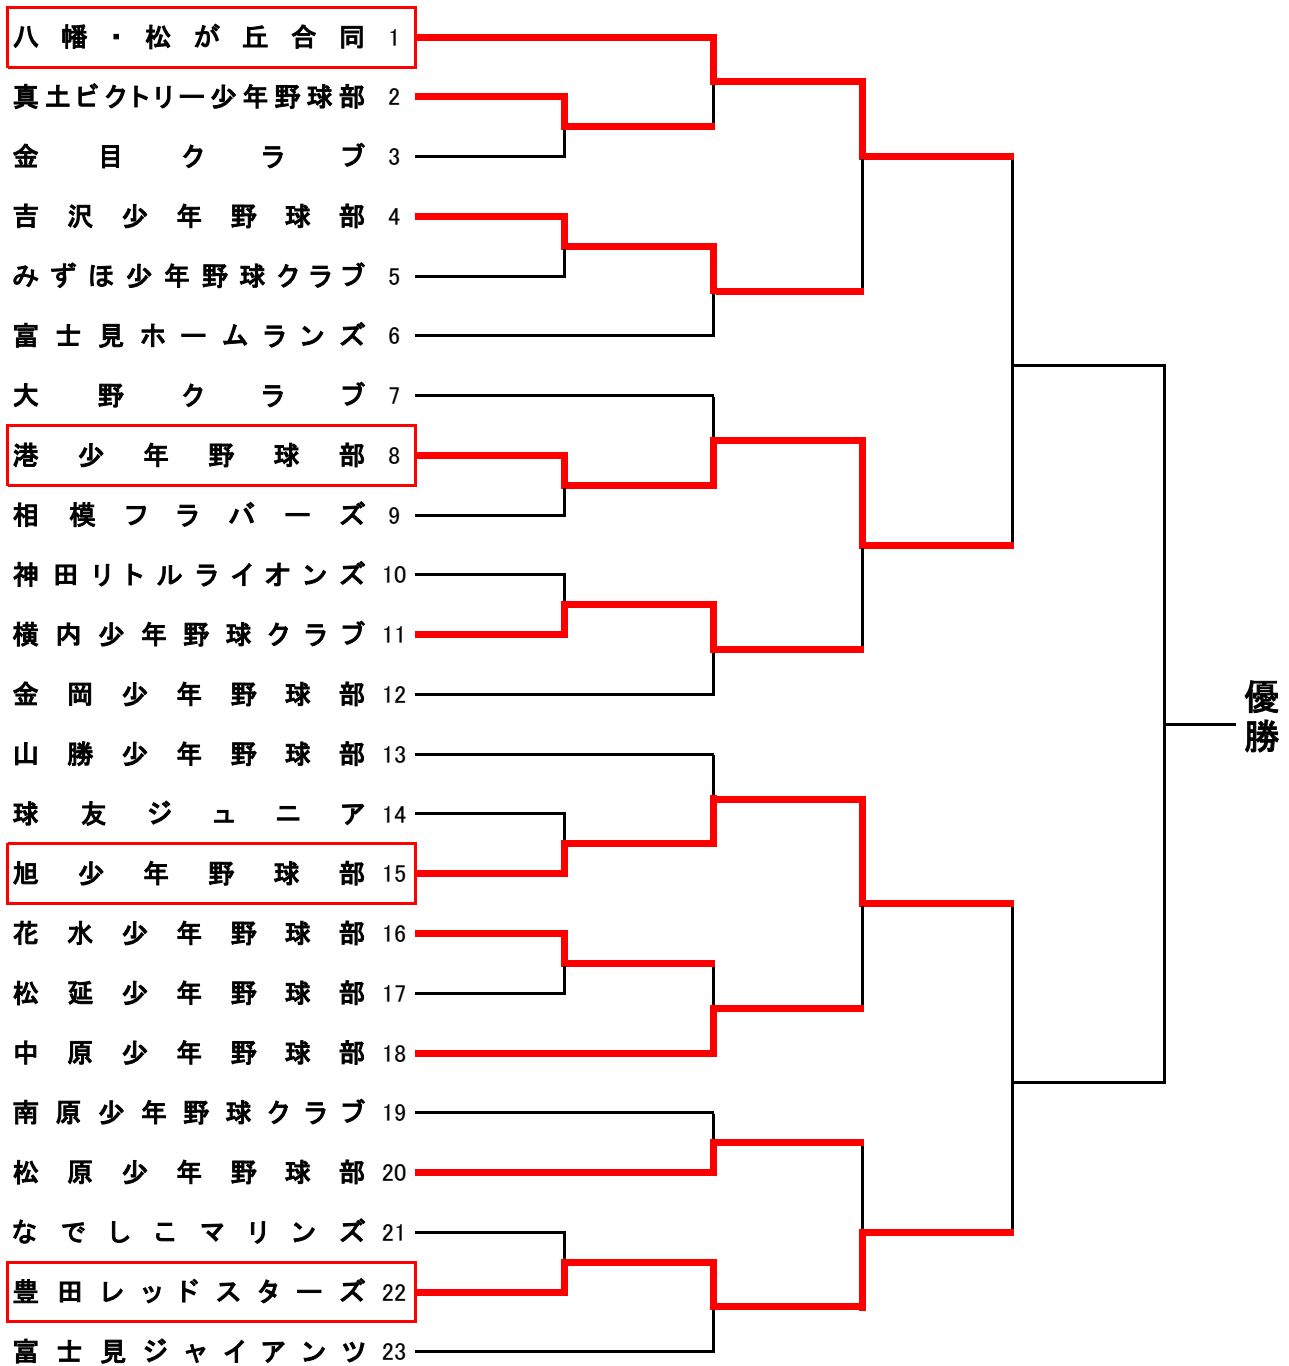 八幡・松が丘合同 1
真土ビクトリー少年野球部 2
金目クラブ 3
吉沢少年野球部 4
みずほ少年野球クラブ 5
富士見ホームランズ 6
大野クラブ 7
港少年野球部 8
相模フラバーズ 9
神田リトルライオンズ 10
横内少年野球クラブ 11
金岡少年野球部 12
山勝少年野球部 13
球友ジュニア 14
旭少年野球部 15
花水少年野球部 16
松延少年野球部 17
中原少年野球部 18
南原少年野球クラブ 19
松原少年野球部 20
なでしこマリンズ 21
豊田レッドスターズ 22
富士見ジャイアンツ 23
優勝